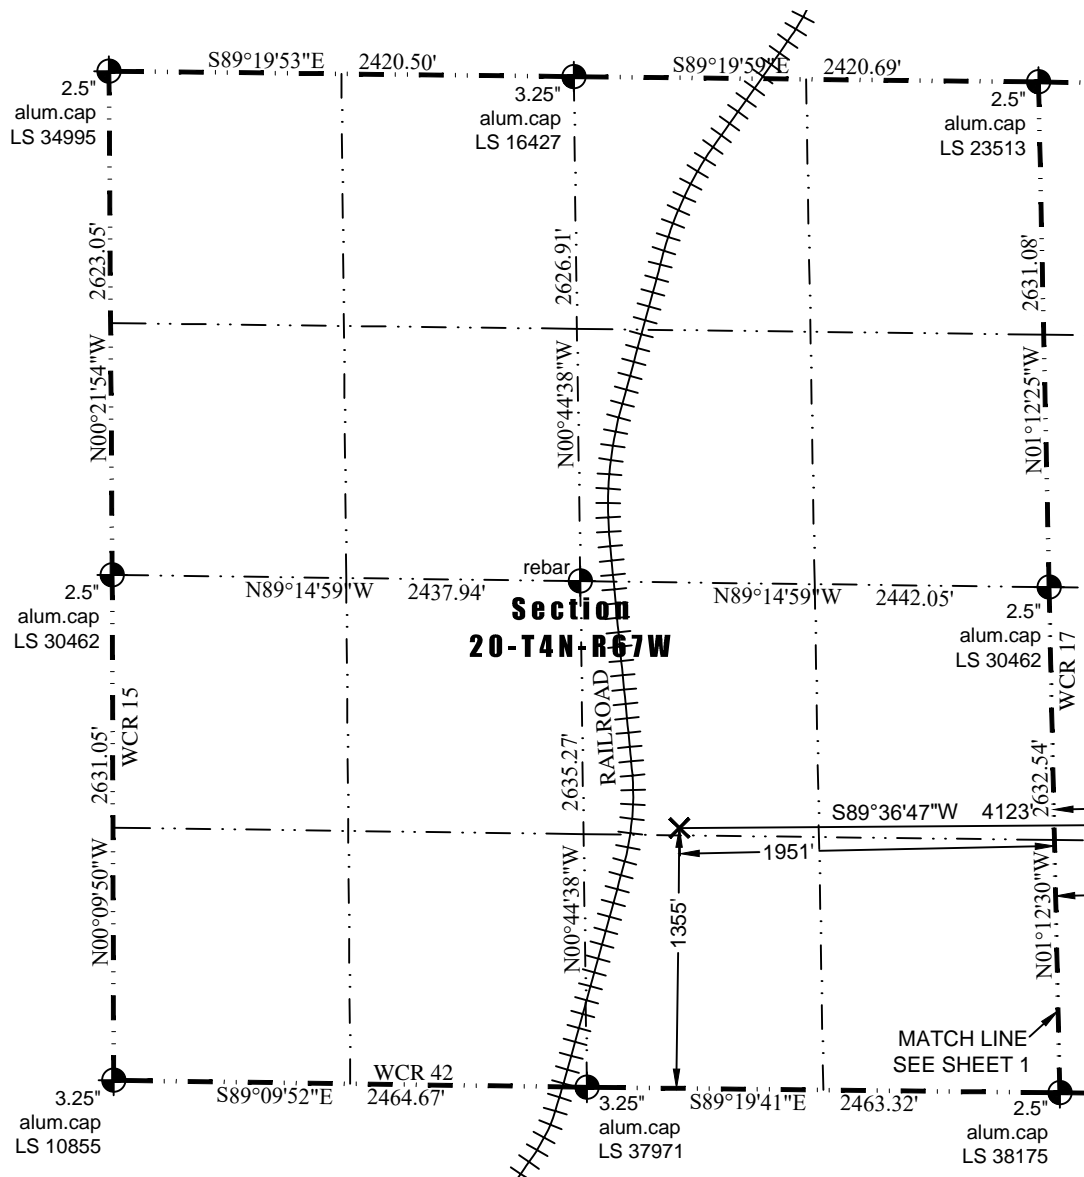 S89°19'53"E 2420.50'
S89°19'59"E 2420.69'
2.5"
alum.cap
LS 34995
3.25"
alum.cap
LS 16427
2.5"
alum.cap
LS 23513
2623.05'
N00°21'54"W
2626.91'
N00°44'38"W
2631.08'
N01°12'25"W
rebar
2.5"
alum.cap
LS 30462
N89°14'59"W 2437.94'
N89°14'59"W 2442.05'
2.5"
alum.cap
LS 30462
Section
20-T4N-R67W
WCR 15
WCR 17
RAILROAD
2631.05'
N00°09'50"W
2635.27'
N00°44'38"W
2632.54'
N01°12'30"W
S89°36'47"W 4123'
1951'
1355'
MATCH LINE
SEE SHEET 1
WCR 42
S89°09'52"E 2464.67'
S89°19'41"E 2463.32'
3.25"
alum.cap
LS 10855
3.25"
alum.cap
LS 37971
2.5"
alum.cap
LS 38175